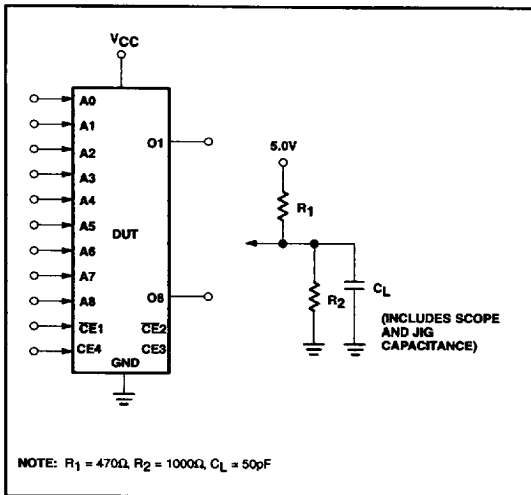 VCC
A0
A1
A2
A3
A4
A5
A6
A7
A8
CE1
CE4
DUT
O1
O8
CE2
CE3
GND
5.0V
R1
R2
CL
(INCLUDES SCOPE
AND JIG
CAPACITANCE)
NOTE: R1 = 470Ω, R2 = 1000Ω, CL = 50pF